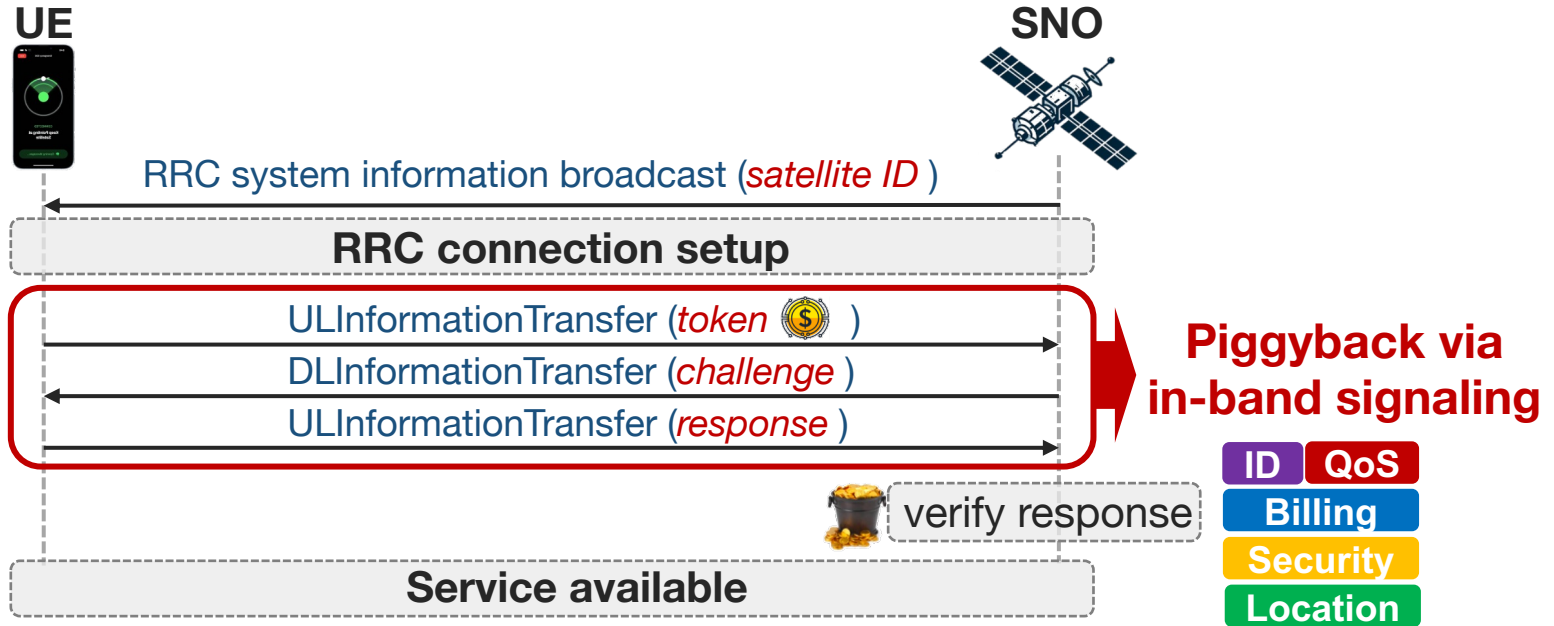 UE
SNO
RRC system information broadcast (satellite ID )
RRC connection setup
ULInformationTransfer (token $ )
DLInformationTransfer (challenge )
ULInformationTransfer (response )
Piggyback via
in-band signaling
ID QoS
Billing
Security
Location
verify response
Service available